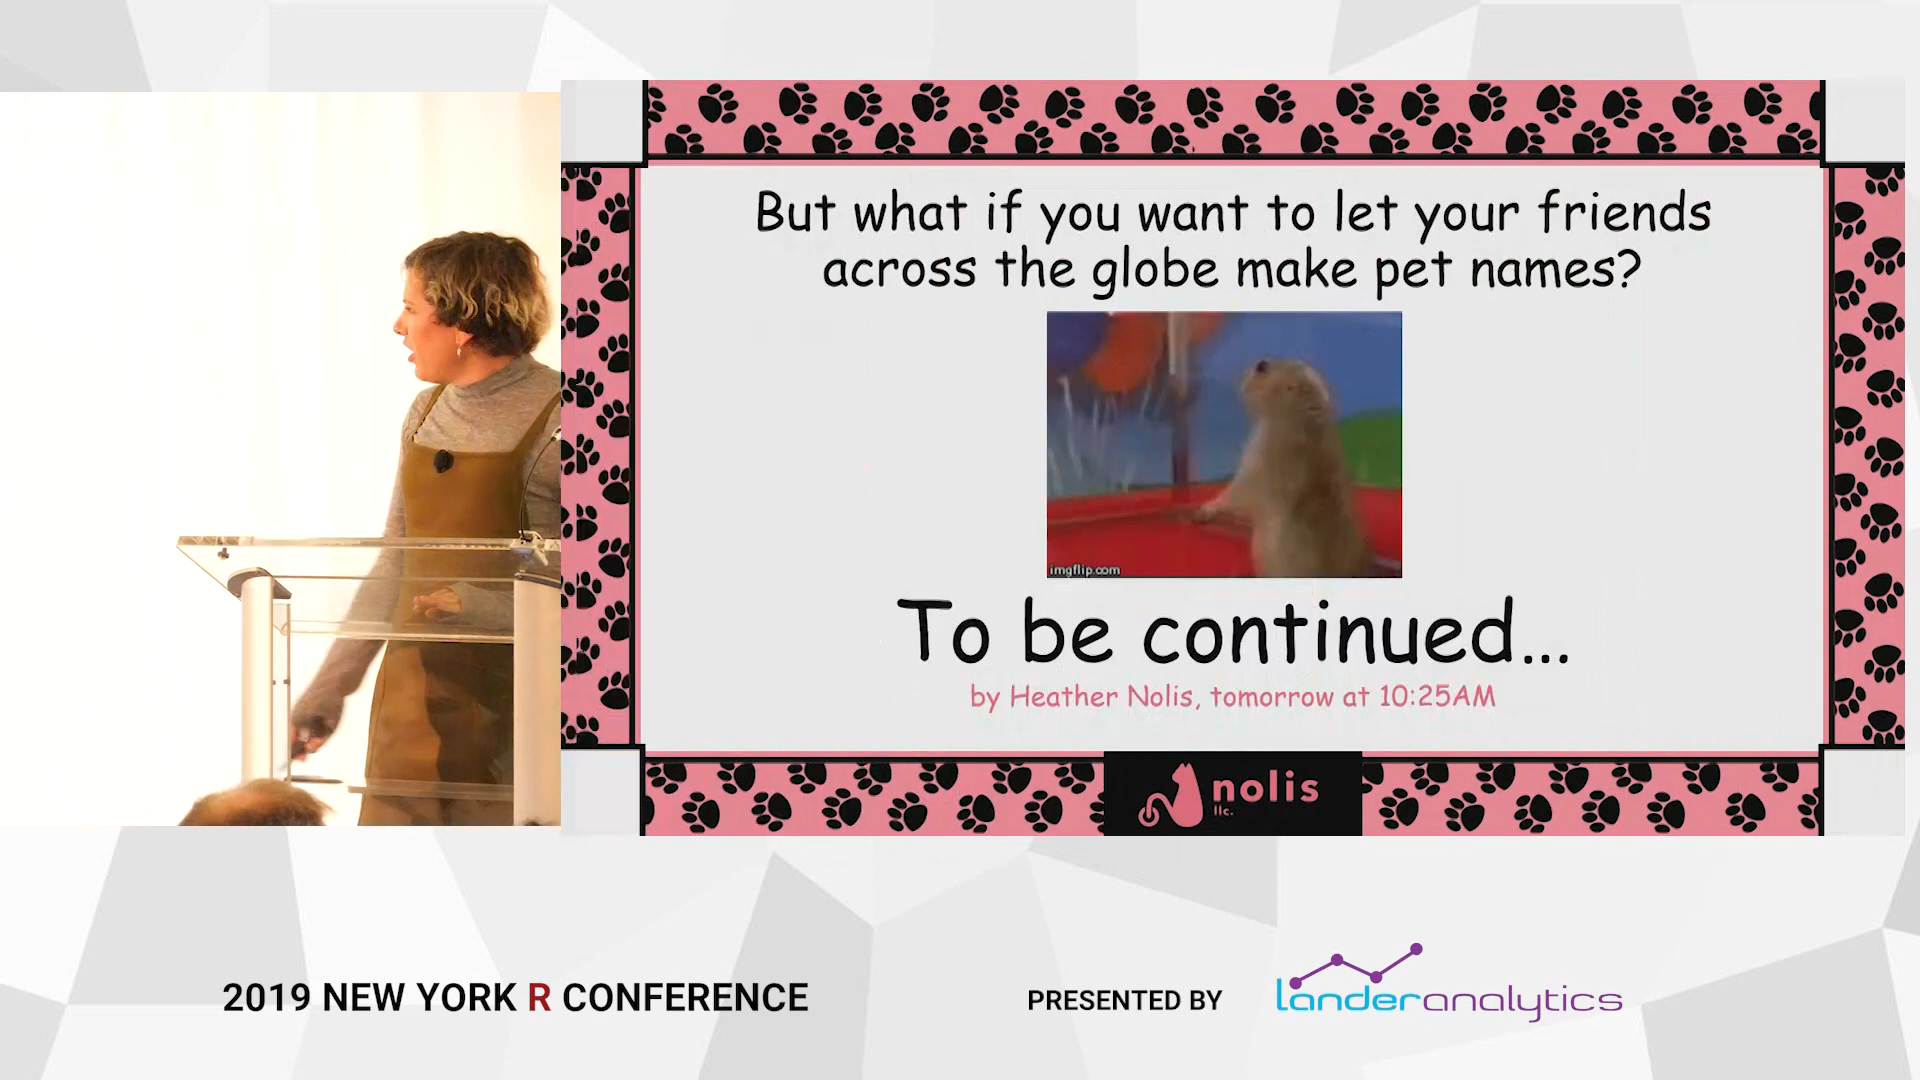 But what if you want to let your friends
across the globe make pet names?
imgflip.com
To be continued...
by Heather Nolis, tomorrow at 10:25AM
nolis
llc.
2019 NEW YORK R CONFERENCE
PRESENTED BY
landeranalytics